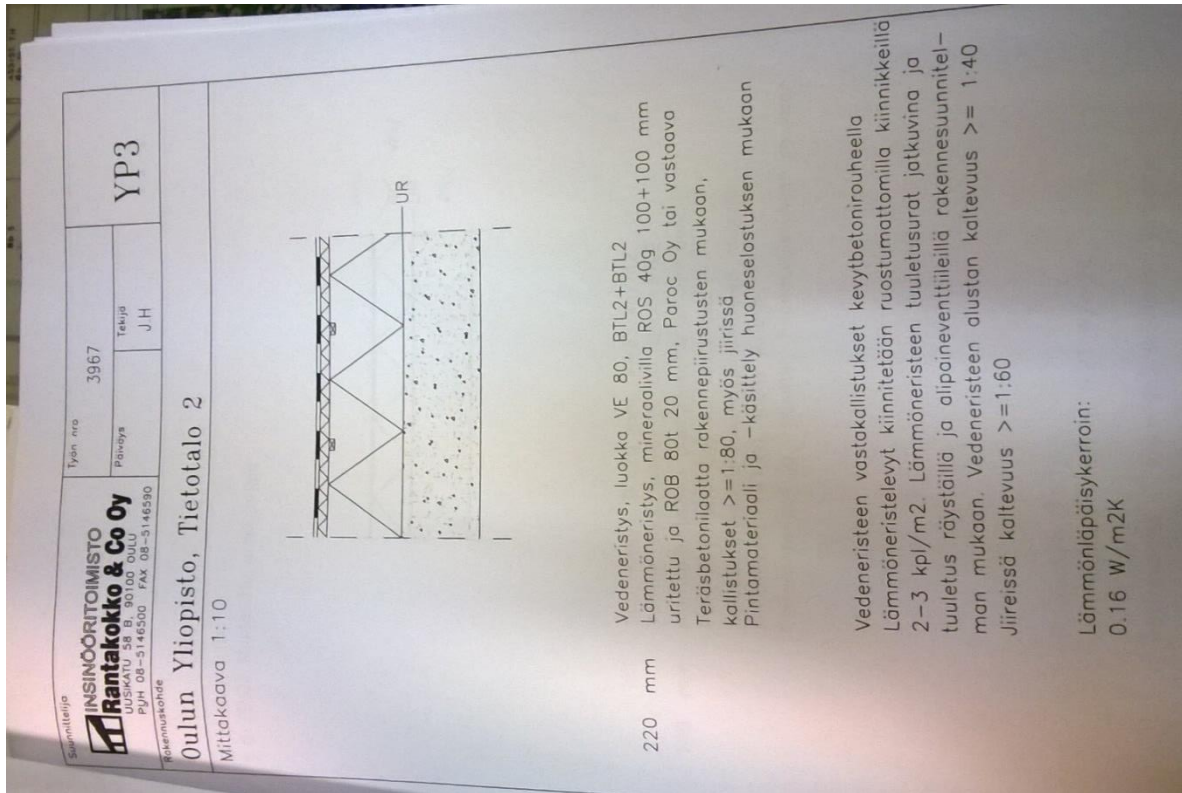 Suunnittelija
INSINÖÖRITOIMISTO
Rantakokko & Co Oy
UUSIKATU 58 B, 90100 OULU
PUH 08-5146500 FAX 08-5146590
Työn nro
3967
Päiväys
Tekijä
J.H
YP3
Rakennuskohde
Oulun Yliopisto, Tietotalo 2
Mittakaava 1:10
UR
Vedeneristys, luokka VE 80, BTL2+BTL2
220 mm Lämmöneristys, mineraalivilla ROS 40g 100+100 mm
uritettu ja ROB 80t 20 mm, Paroc Oy tai vastaava
Teräsbetonilaatta rakennepiirustusten mukaan,
kallistukset >=1:80, myös jiirissä
Pintamateriaali ja -käsittely huoneselostuksen mukaan
Vedeneristeen vastakallistukset kevytbetonirouheella
Lämmöneristelevyt kiinnitetään ruostumattomilla kiinnikkeillä
2-3 kpl/m2. Lämmöneristeen tuuletusurat jatkuvina ja
tuuletus räystäillä ja alipaineventtiileillä rakennesuunnitel-
man mukaan. Vedeneristeen alustan kaltevuus >= 1:40
Jiireissä kaltevuus >=1:60
Lämmönläpäisykerroin:
0.16 W/m2K